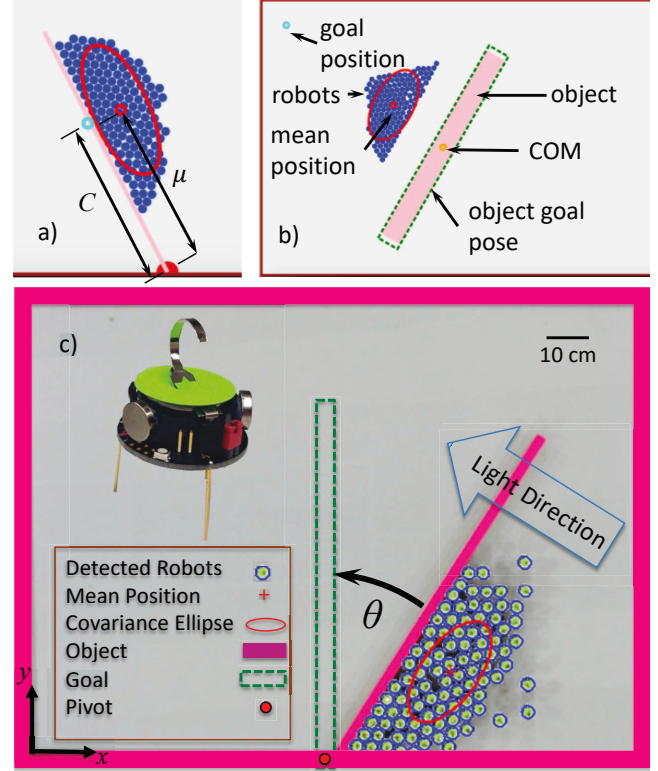 C
μ
a)
goal
position
robots
mean
position
object
COM
object goal
pose
b)
c)
10 cm
Light Direction
θ
Detected Robots
Mean Position
Covariance Ellipse
Object
Goal
Pivot
y
x